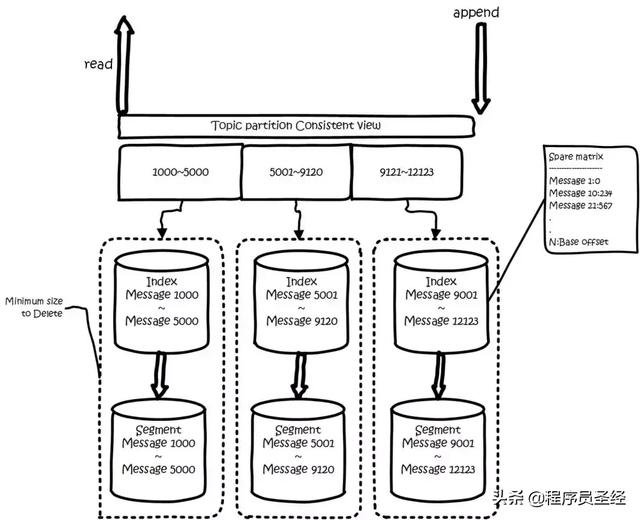 append
read
Topic partition Consistent View
1000~5000
5001~9120
9121~12123
Spare matrix
--------------------
Message 1:0
Message 10:234
Message 21:567
.
.
N:Base offset
Minimum size
to Delete
Index
Message 1000
~
Message 5000
Index
Message 5001
~
Message 9120
Index
Message 9001
~
Message 12123
Segment
Message 1000
~
Message 5000
Segment
Message 5001
~
Message 9120
Segment
Message 9001
~
Message 12123
头条 @程序员圣经